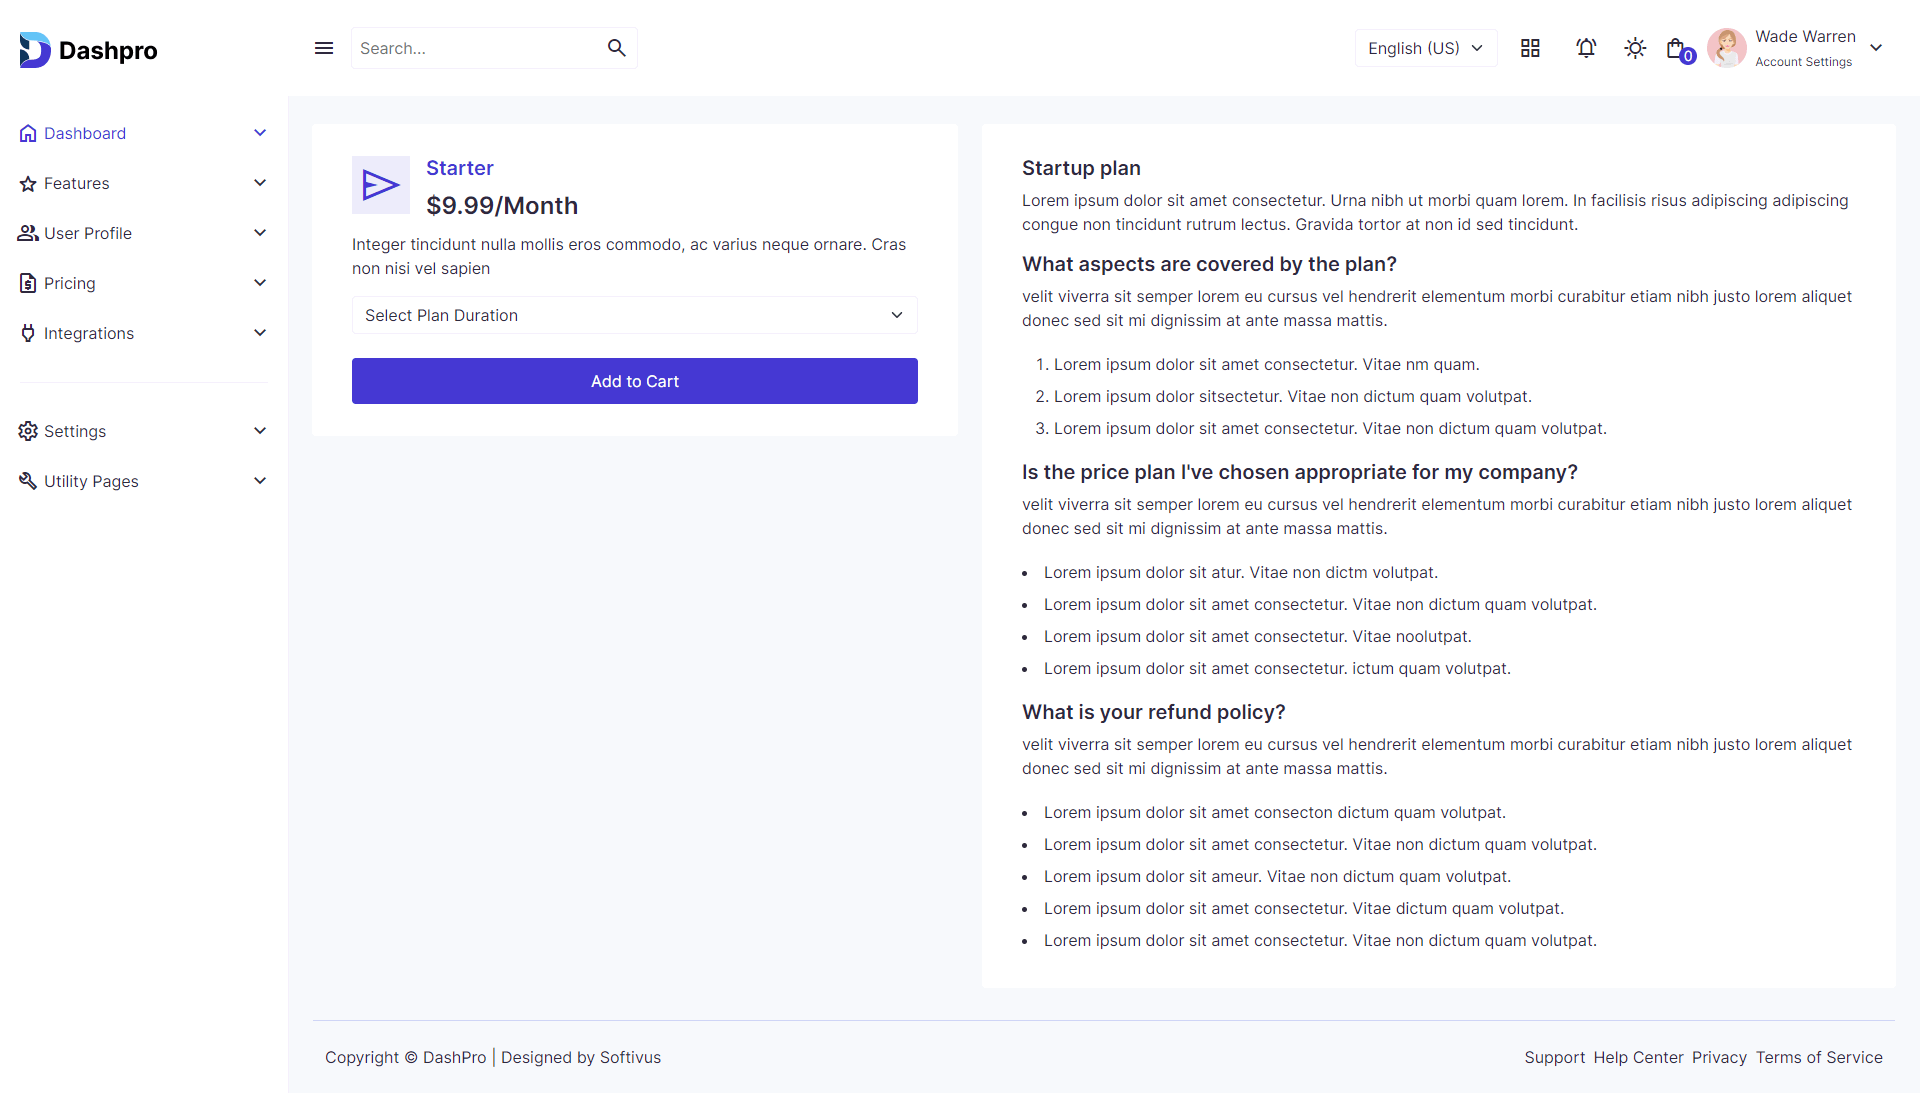 Dashpro
Search...
English (US)
0
Wade Warren
Account Settings
Dashboard
Features
User Profile
Pricing
Integrations
Settings
Utility Pages
Starter
$9.99/Month
Integer tincidunt nulla mollis eros commodo, ac varius neque ornare. Cras
non nisi vel sapien
Select Plan Duration
Add to Cart
Startup plan
Lorem ipsum dolor sit amet consectetur. Urna nibh ut morbi quam lorem. In facilisis risus adipiscing adipiscing
congue non tincidunt rutrum lectus. Gravida tortor at non id sed tincidunt.
What aspects are covered by the plan?
velit viverra sit semper lorem eu cursus vel hendrerit elementum morbi curabitur etiam nibh justo lorem aliquet
donec sed sit mi dignissim at ante massa mattis.
1. Lorem ipsum dolor sit amet consectetur. Vitae nm quam.
2. Lorem ipsum dolor sitsectetur. Vitae non dictum quam volutpat.
3. Lorem ipsum dolor sit amet consectetur. Vitae non dictum quam volutpat.
Is the price plan I've chosen appropriate for my company?
velit viverra sit semper lorem eu cursus vel hendrerit elementum morbi curabitur etiam nibh justo lorem aliquet
donec sed sit mi dignissim at ante massa mattis.
• Lorem ipsum dolor sit atur. Vitae non dictm volutpat.
• Lorem ipsum dolor sit amet consectetur. Vitae non dictum quam volutpat.
• Lorem ipsum dolor sit amet consectetur. Vitae noolutpat.
• Lorem ipsum dolor sit amet consectetur. ictum quam volutpat.
What is your refund policy?
velit viverra sit semper lorem eu cursus vel hendrerit elementum morbi curabitur etiam nibh justo lorem aliquet
donec sed sit mi dignissim at ante massa mattis.
• Lorem ipsum dolor sit amet consecton dictum quam volutpat.
• Lorem ipsum dolor sit amet consectetur. Vitae non dictum quam volutpat.
• Lorem ipsum dolor sit ameur. Vitae non dictum quam volutpat.
• Lorem ipsum dolor sit amet consectetur. Vitae dictum quam volutpat.
• Lorem ipsum dolor sit amet consectetur. Vitae non dictum quam volutpat.
Copyright © DashPro | Designed by Softivus
Support Help Center Privacy Terms of Service